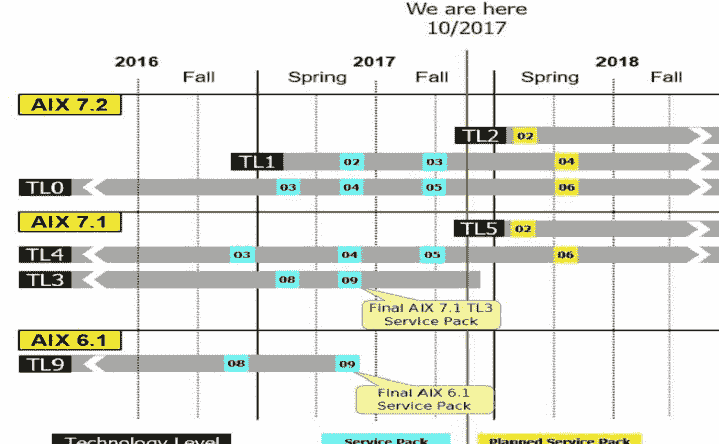 We are here
10/2017
2016 2017 2018
Fall Spring Fall Spring Fall
AIX 7.2
TL2 02
TL1 02 03 04
TL0 03 04 05 06
AIX 7.1
TL5 02
TL4 03 04 05 06
TL3 08 09
Final AIX 7.1 TL3
Service Pack
AIX 6.1
TL9 08 09
Final AIX 6.1
Service Pack
Technology Level Service Pack Planned Service Pack